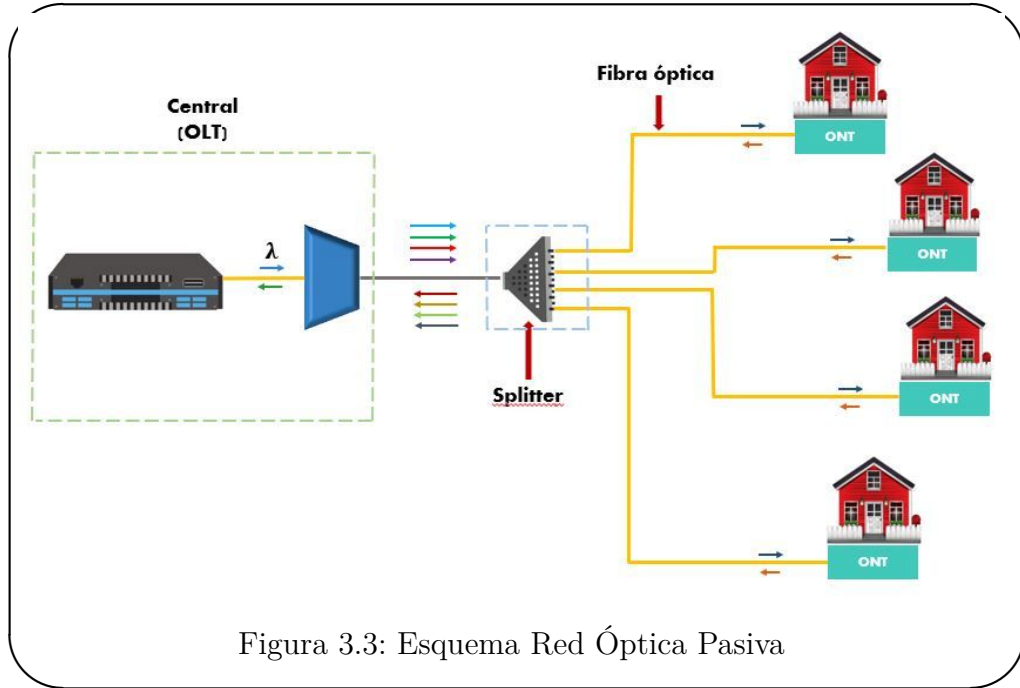 Central
(OLT)
λ
Fibra óptica
Splitter
ONT
ONT
ONT
ONT
Figura 3.3: Esquema Red Óptica Pasiva